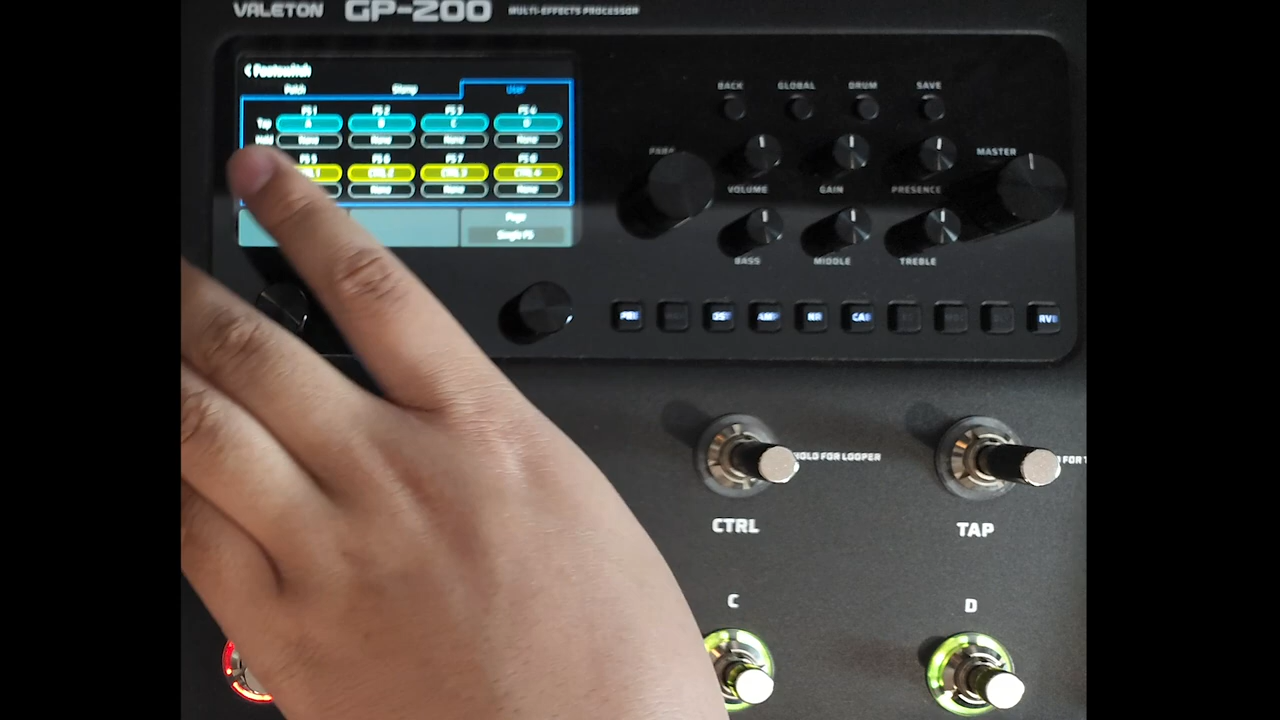 VALETON GP-200 MULTI-EFFECTS PROCESSOR
< Footswitch
Patch Stomp User
FS 1 FS 2 FS 3 FS 4
Tap A B C D
Hold None None None None
FS 5 FS 6 FS 7 FS 8
CTRL 2 CTRL 3 CTRL 4
None None None
Page
Single FS
BACK GLOBAL DRUM SAVE
PARA MASTER
VOLUME GAIN PRESENCE
BASS MIDDLE TREBLE
PRE DST AMP NR CAB RVB
HOLD FOR LOOPER
CTRL TAP
C D